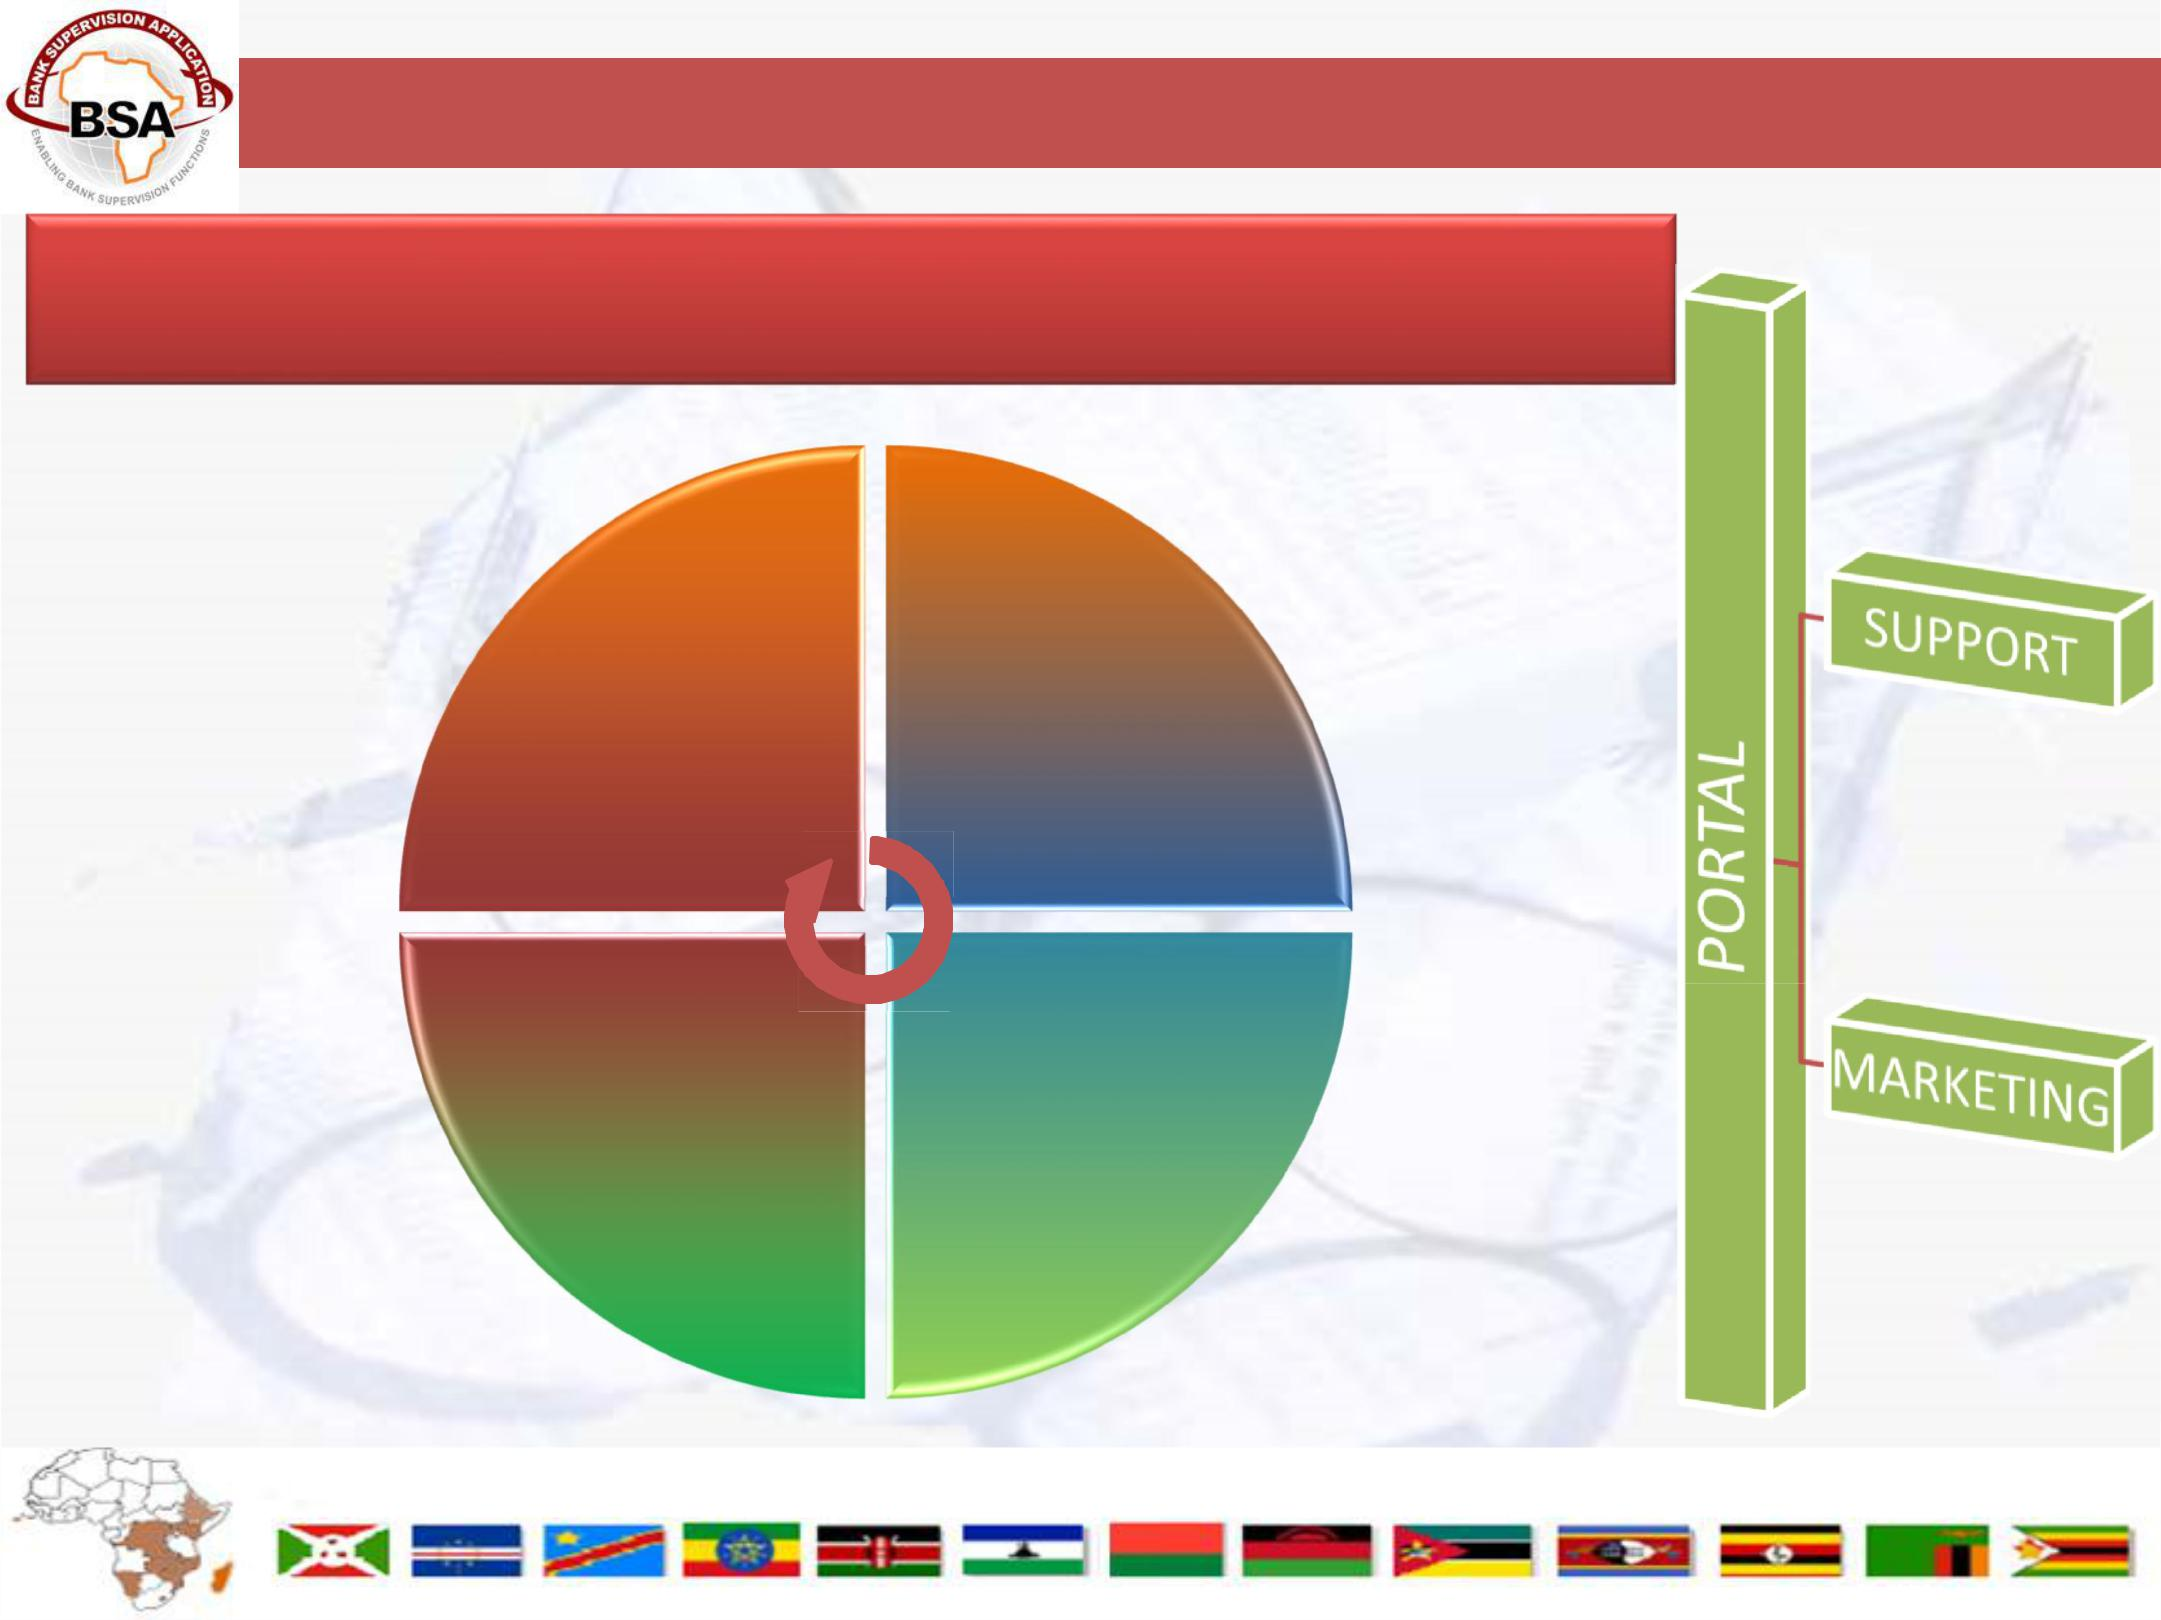 BANK SUPERVISION APPLICATION
BSA
ENABLING BANK SUPERVISION FUNCTIONS
PORTAL
SUPPORT
MARKETING